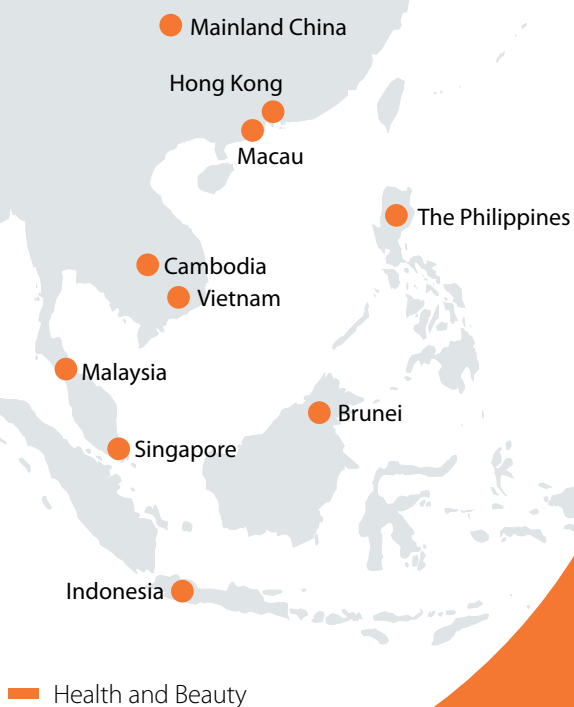 Mainland China
Hong Kong
Macau
The Philippines
Cambodia
Vietnam
Malaysia
Brunei
Singapore
Indonesia
Health and Beauty